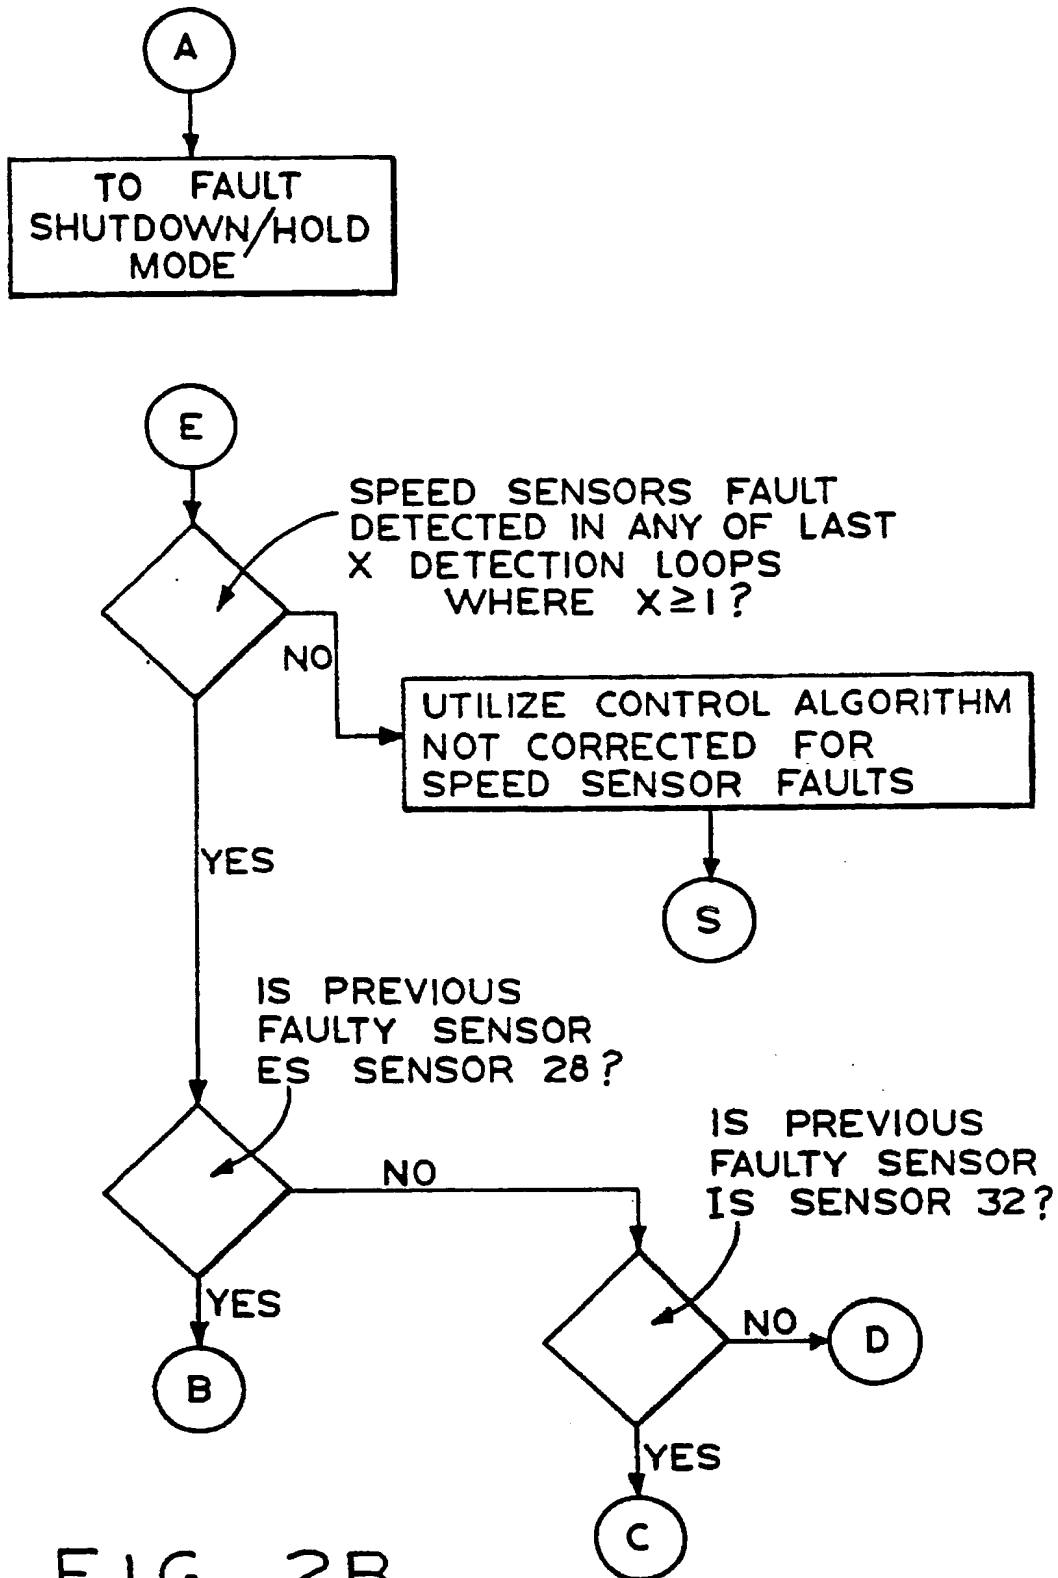 A
TO FAULT
SHUTDOWN/HOLD
MODE
E
SPEED SENSORS FAULT
DETECTED IN ANY OF LAST
X DETECTION LOOPS
WHERE X≥1?
NO
UTILIZE CONTROL ALGORITHM
NOT CORRECTED FOR
SPEED SENSOR FAULTS
YES
S
IS PREVIOUS
FAULTY SENSOR
ES SENSOR 28?
NO
IS PREVIOUS
FAULTY SENSOR
IS SENSOR 32?
YES
NO
D
B
YES
C
FIG. 2B